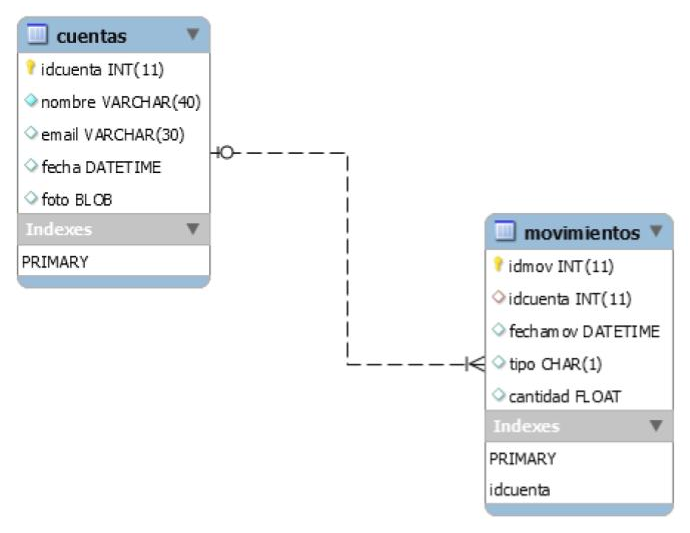 cuentas
idcuenta INT(11)
nombre VARCHAR(40)
email VARCHAR(30)
fecha DATETIME
foto BLOB
Indexes
PRIMARY
movimientos
idmov INT(11)
idcuenta INT(11)
fechamov DATETIME
tipo CHAR(1)
cantidad FLOAT
Indexes
PRIMARY
idcuenta